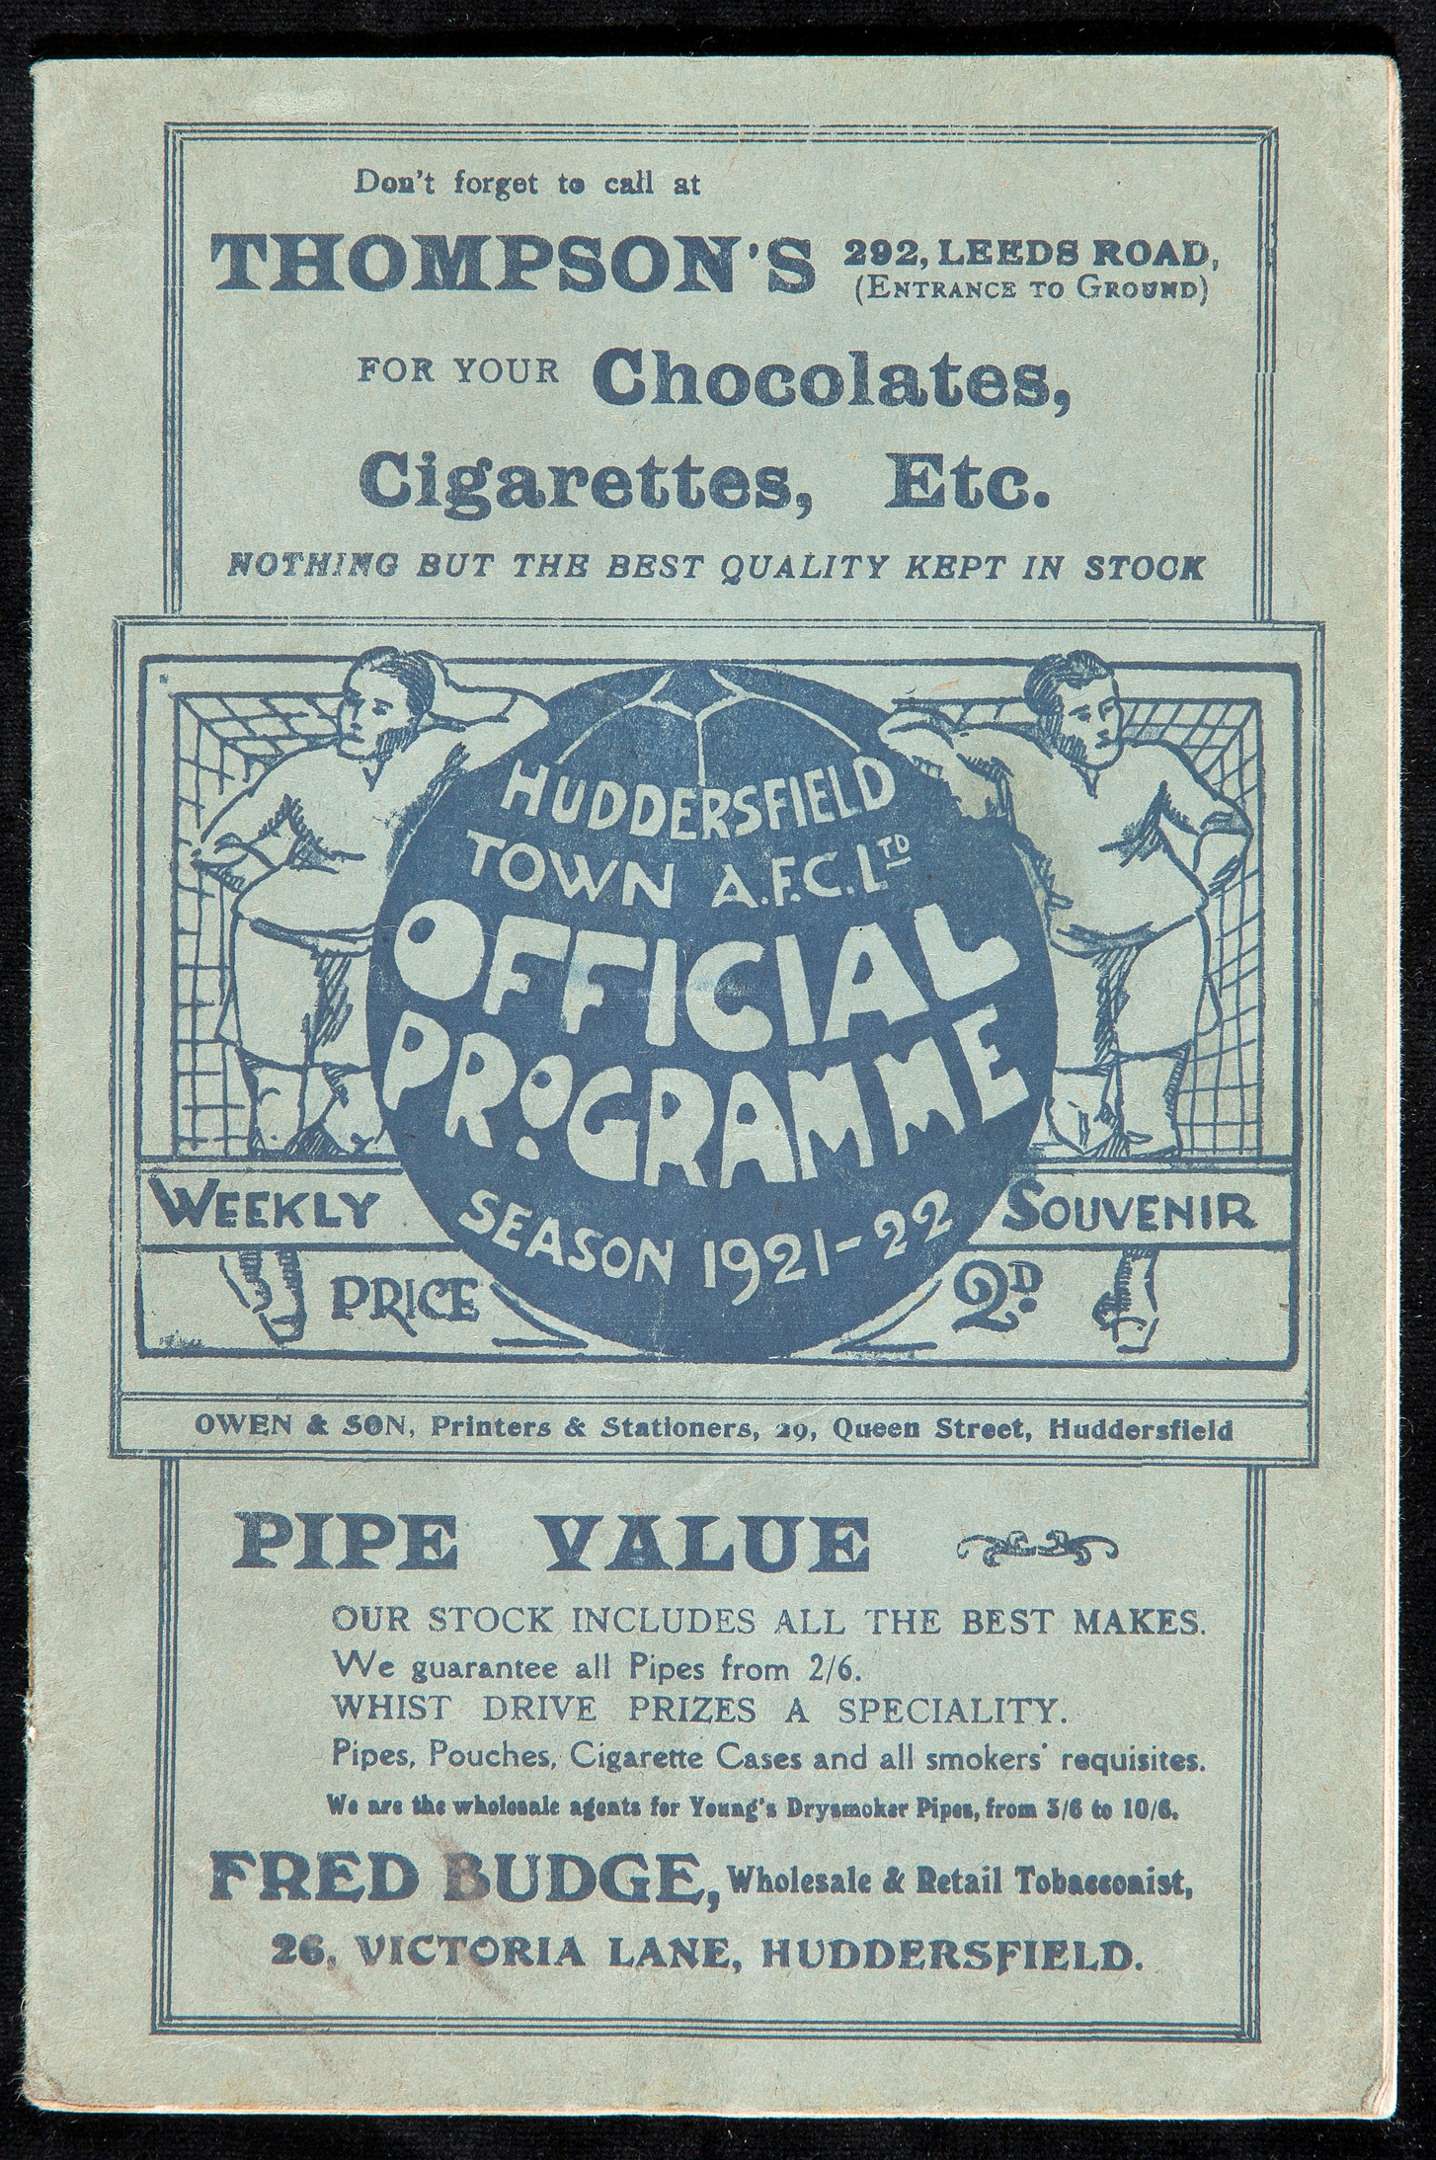 Don't forget to call at
THOMPSON'S 292, LEEDS ROAD,
(ENTRANCE TO GROUND)
FOR YOUR Chocolates,
Cigarettes, Etc.
NOTHING BUT THE BEST QUALITY KEPT IN STOCK
HUDDERSFIELD
TOWN A.F.C. LTD
OFFICIAL
PROGRAMME
SEASON 1921-22
WEEKLY SOUVENIR
PRICE 2D.
OWEN & SON, Printers & Stationers, 29, Queen Street, Huddersfield
PIPE VALUE
OUR STOCK INCLUDES ALL THE BEST MAKES.
We guarantee all Pipes from 2/6.
WHIST DRIVE PRIZES A SPECIALITY.
Pipes, Pouches, Cigarette Cases and all smokers' requisites.
We are the wholesale agents for Young's Drysmoker Pipes, from 3/6 to 10/6.
FRED BUDGE, Wholesale & Retail Tobacconist,
26, VICTORIA LANE, HUDDERSFIELD.